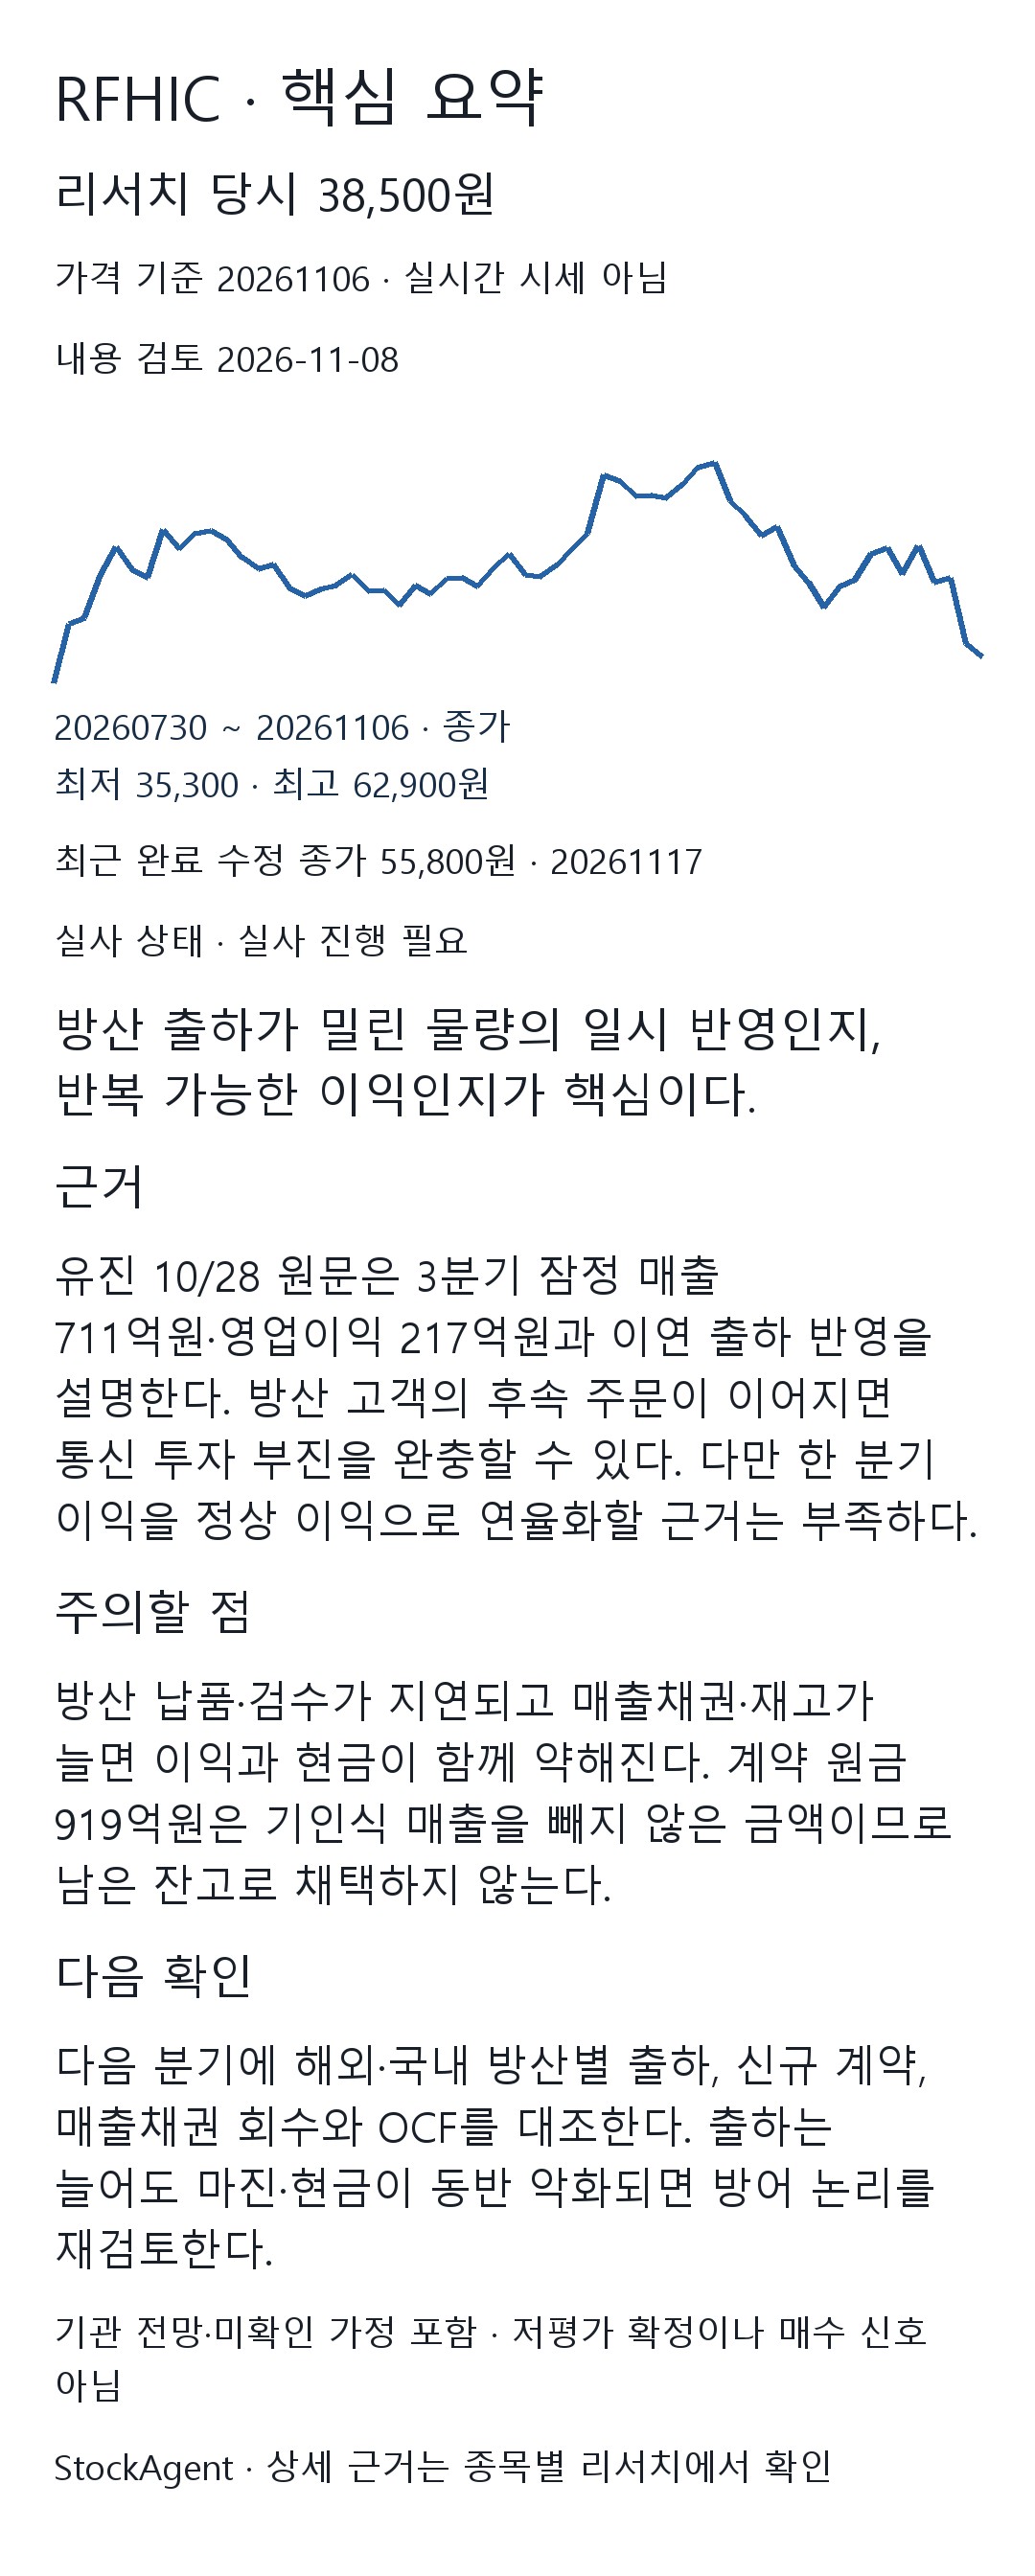 RFHIC · 핵심 요약
리서치 당시 38,500원
가격 기준 20261106 · 실시간 시세 아님
내용 검토 2026-11-08
20260730 ~ 20261106 · 종가
최저 35,300 · 최고 62,900원
최근 완료 수정 종가 55,800원 · 20261117
실사 상태 · 실사 진행 필요
방산 출하가 밀린 물량의 일시 반영인지,
반복 가능한 이익인지가 핵심이다.
근거
유진 10/28 원문은 3분기 잠정 매출
711억원·영업이익 217억원과 이연 출하 반영을
설명한다. 방산 고객의 후속 주문이 이어지면
통신 투자 부진을 완충할 수 있다. 다만 한 분기
이익을 정상 이익으로 연율화할 근거는 부족하다.
주의할 점
방산 납품·검수가 지연되고 매출채권·재고가
늘면 이익과 현금이 함께 약해진다. 계약 원금
919억원은 기인식 매출을 빼지 않은 금액이므로
남은 잔고로 채택하지 않는다.
다음 확인
다음 분기에 해외·국내 방산별 출하, 신규 계약,
매출채권 회수와 OCF를 대조한다. 출하는
늘어도 마진·현금이 동반 악화되면 방어 논리를
재검토한다.
기관 전망·미확인 가정 포함 · 저평가 확정이나 매수 신호
아님
StockAgent · 상세 근거는 종목별 리서치에서 확인